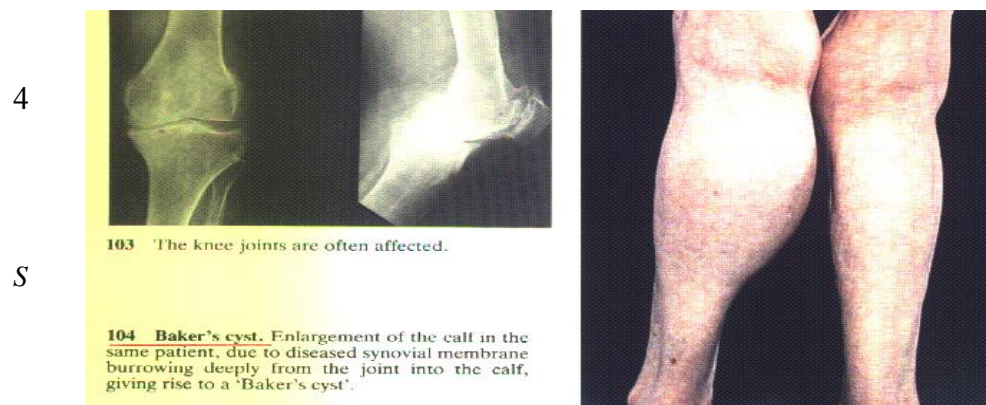 4
103 The knee joints are often affected.
S
104 Baker's cyst. Enlargement of the calf in the
same patient, due to diseased synovial membrane
burrowing deeply from the joint into the calf,
giving rise to a 'Baker's cyst'.